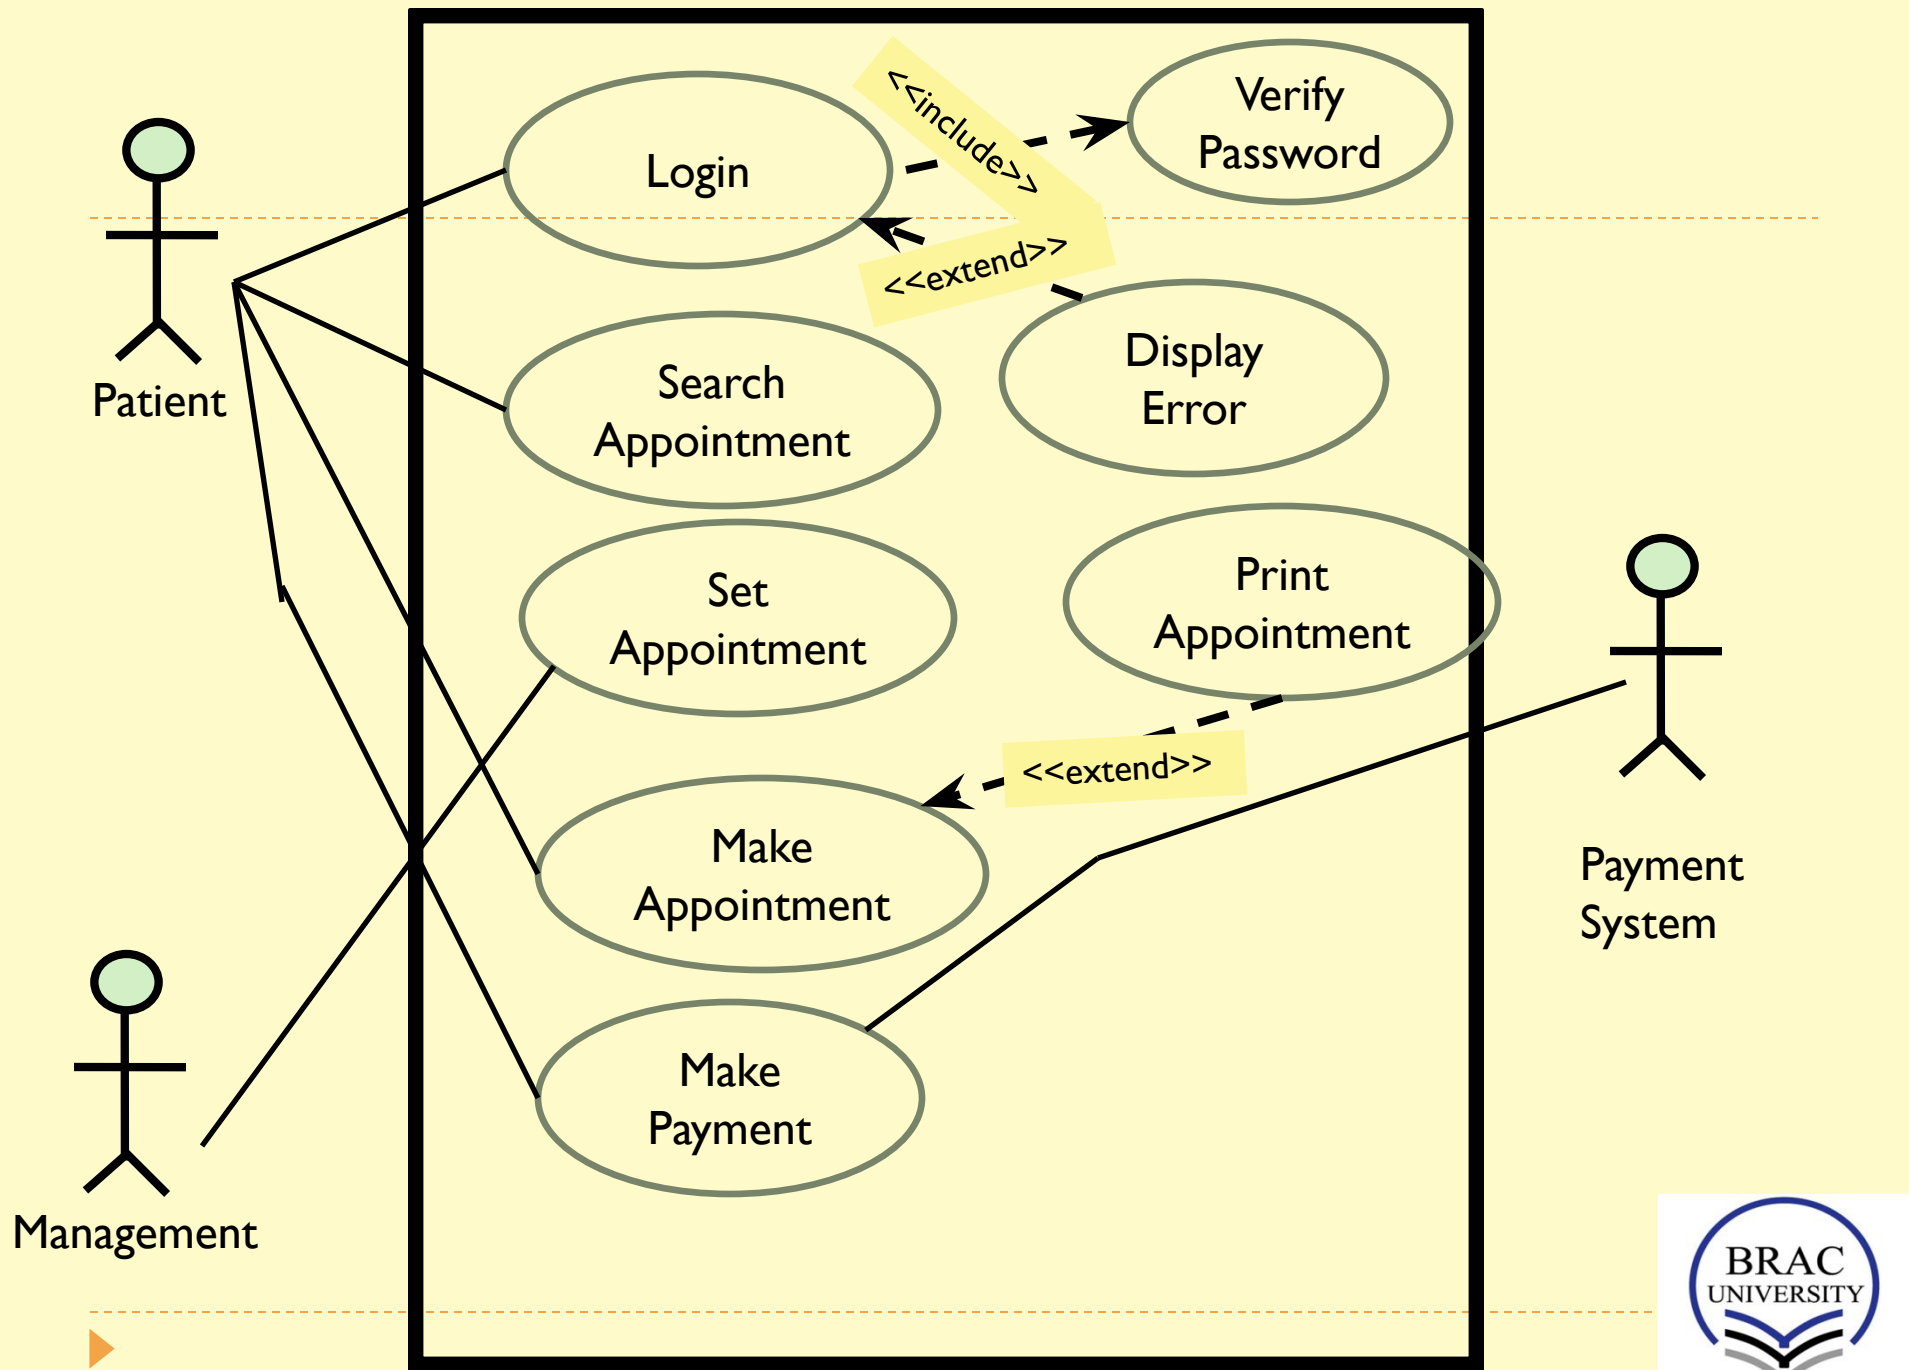 Login
<<include>>
Verify
Password
<<extend>>
Patient
Search
Appointment
Display
Error
Set
Appointment
Print
Appointment
<<extend>>
Make
Appointment
Payment
System
Make
Payment
Management
BRAC
UNIVERSITY